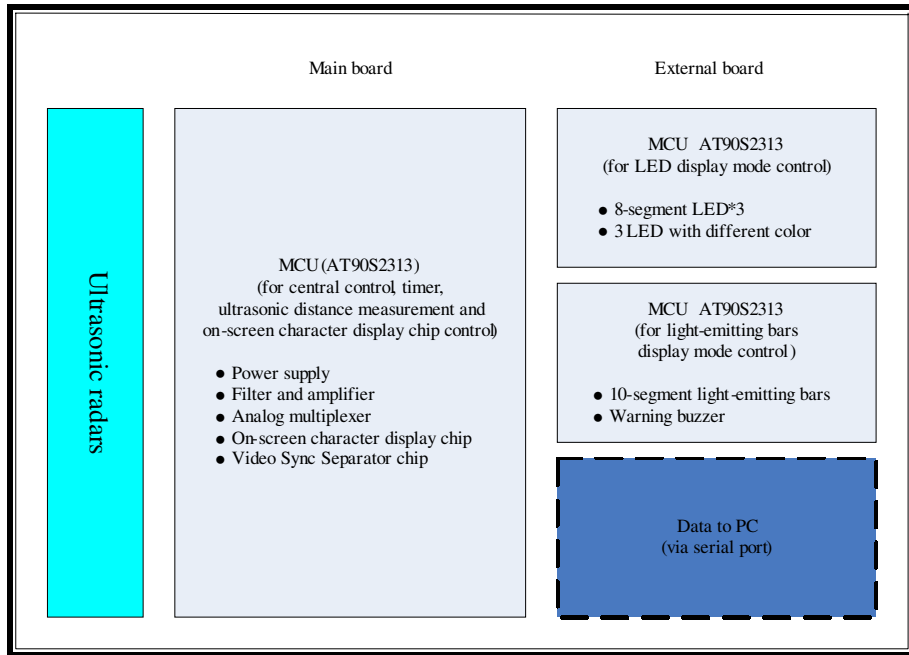 Main board
External board
Ultrasonic radars
MCU(AT90S2313)
(for central control, timer,
ultrasonic distance measurement and
on-screen character display chip control)
● Power supply
● Filter and amplifier
● Analog multiplexer
● On-screen character display chip
● Video Sync Separator chip
MCU AT90S2313
(for LED display mode control)
● 8-segment LED*3
● 3 LED with different color
MCU AT90S2313
(for light-emitting bars
display mode control)
● 10-segment light-emitting bars
● Warning buzzer
Data to PC
(via serial port)